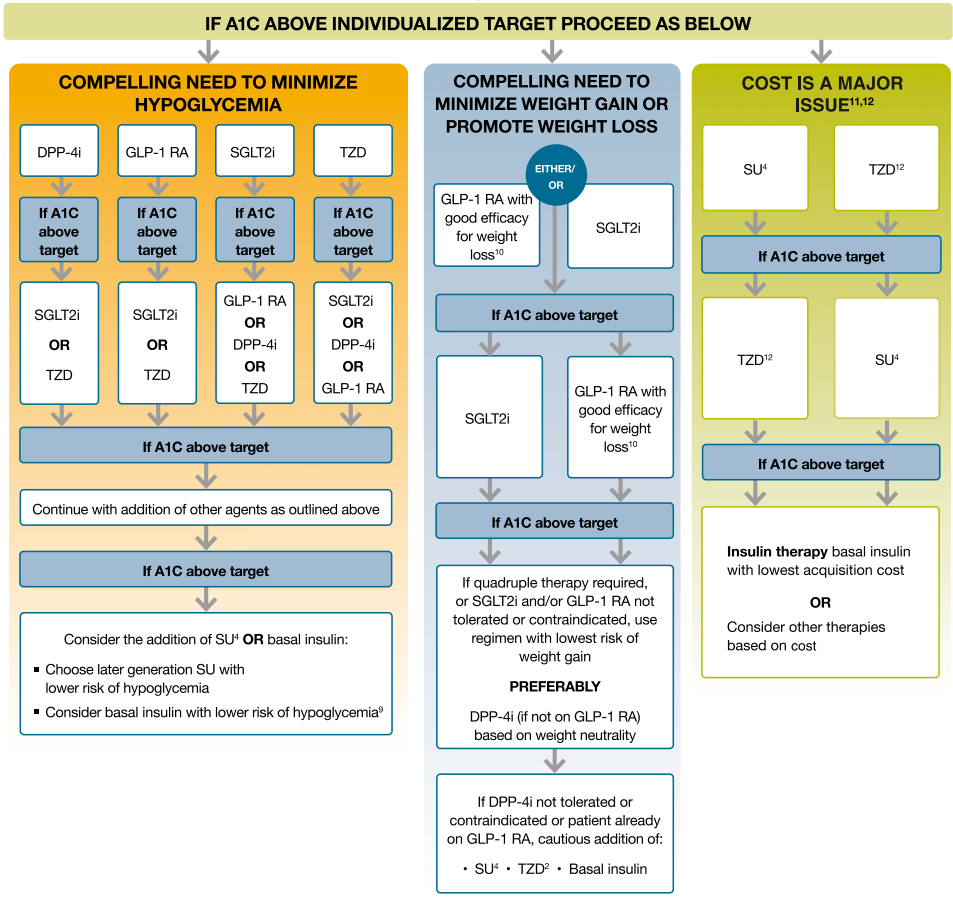 IF A1C ABOVE INDIVIDUALIZED TARGET PROCEED AS BELOW
COMPELLING NEED TO MINIMIZE
HYPOGLYCEMIA
DPP-4i
GLP-1 RA
SGLT2i
TZD
If A1C
above
target
If A1C
above
target
If A1C
above
target
If A1C
above
target
SGLT2i
OR
TZD
SGLT2i
OR
TZD
GLP-1 RA
OR
DPP-4i
OR
TZD
SGLT2i
OR
DPP-4i
OR
GLP-1 RA
If A1C above target
Continue with addition of other agents as outlined above
If A1C above target
Consider the addition of SU⁴ OR basal insulin:
▪ Choose later generation SU with
lower risk of hypoglycemia
▪ Consider basal insulin with lower risk of hypoglycemia⁹
COMPELLING NEED TO
MINIMIZE WEIGHT GAIN OR
PROMOTE WEIGHT LOSS
EITHER/
OR
GLP-1 RA with
good efficacy
for weight
loss¹⁰
SGLT2i
If A1C above target
SGLT2i
GLP-1 RA with
good efficacy
for weight
loss¹⁰
If A1C above target
If quadruple therapy required,
or SGLT2i and/or GLP-1 RA not
tolerated or contraindicated, use
regimen with lowest risk of
weight gain
PREFERABLY
DPP-4i (if not on GLP-1 RA)
based on weight neutrality
If DPP-4i not tolerated or
contraindicated or patient already
on GLP-1 RA, cautious addition of:
• SU⁴ • TZD² • Basal insulin
COST IS A MAJOR
ISSUE¹¹,¹²
SU⁴
TZD¹²
If A1C above target
TZD¹²
SU⁴
If A1C above target
Insulin therapy basal insulin
with lowest acquisition cost
OR
Consider other therapies
based on cost